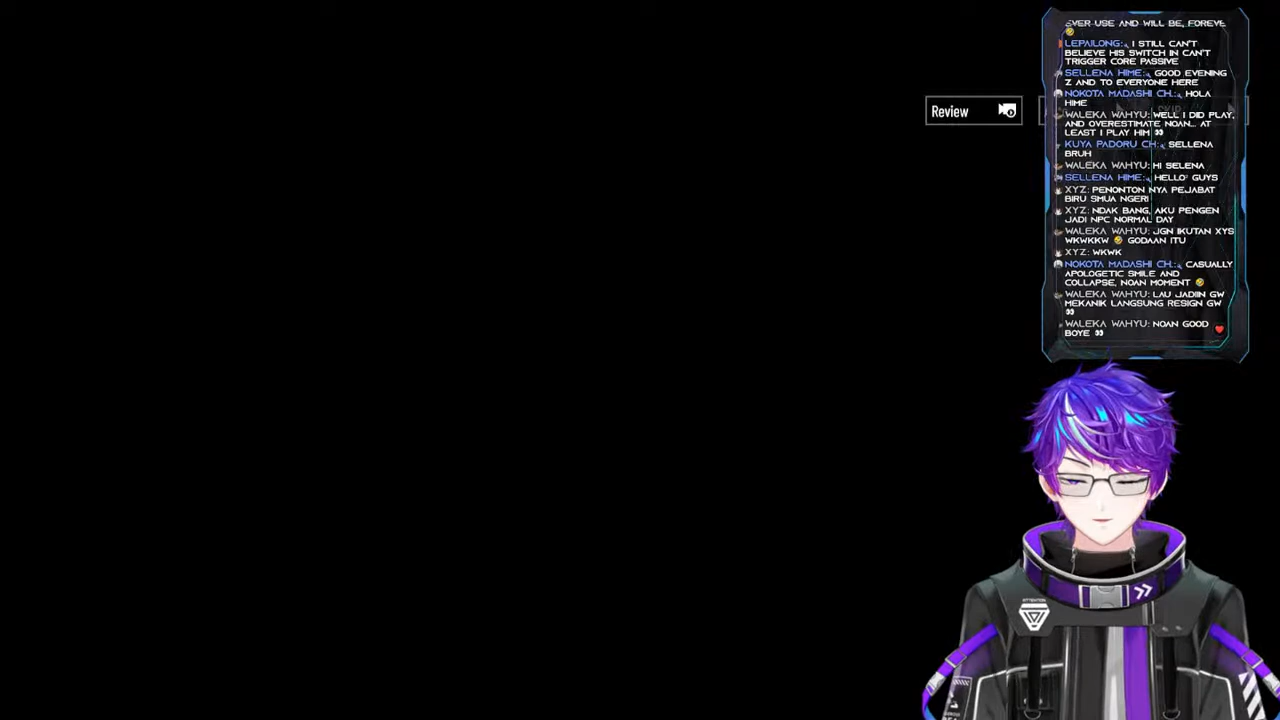 EVER USE AND WILL BE, FOREVE
🤣
LEPAILONG: I STILL CAN'T
BELIEVE HIS SWITCH IN CAN'T
TRIGGER CORE PASSIVE
SELLENA HIME: GOOD EVENING
Z AND TO EVERYONE HERE
NOKOTA MADASHI CH.: HOLA
HIME
WALEKA WAHYU: WELL I DID PLAY,
AND OVERESTIMATE NOAN... AT
LEAST I PLAY HIM 👀
KUYA PADORU CH: SELLENA
BRUH
WALEKA WAHYU: HI SELENA
SELLENA HIME: HELLO² GUYS
XYZ: PENONTON NYA PEJABAT
BIRU SMUA NGERI
XYZ: NDAK BANG, AKU PENGEN
JADI NPC NORMAL DAY
WALEKA WAHYU: JGN IKUTAN XYS
WKWKKW 🤣 GODAAN ITU
XYZ: WKWK
NOKOTA MADASHI CH.: CASUALLY
APOLOGETIC SMILE AND
COLLAPSE, NOAN MOMENT 🤣
WALEKA WAHYU: LAU JADIIN GW
MEKANIK LANGSUNG RESIGN GW
👀
WALEKA WAHYU: NOAN GOOD
BOYE 👀
Review
SKIP
ATTENTION